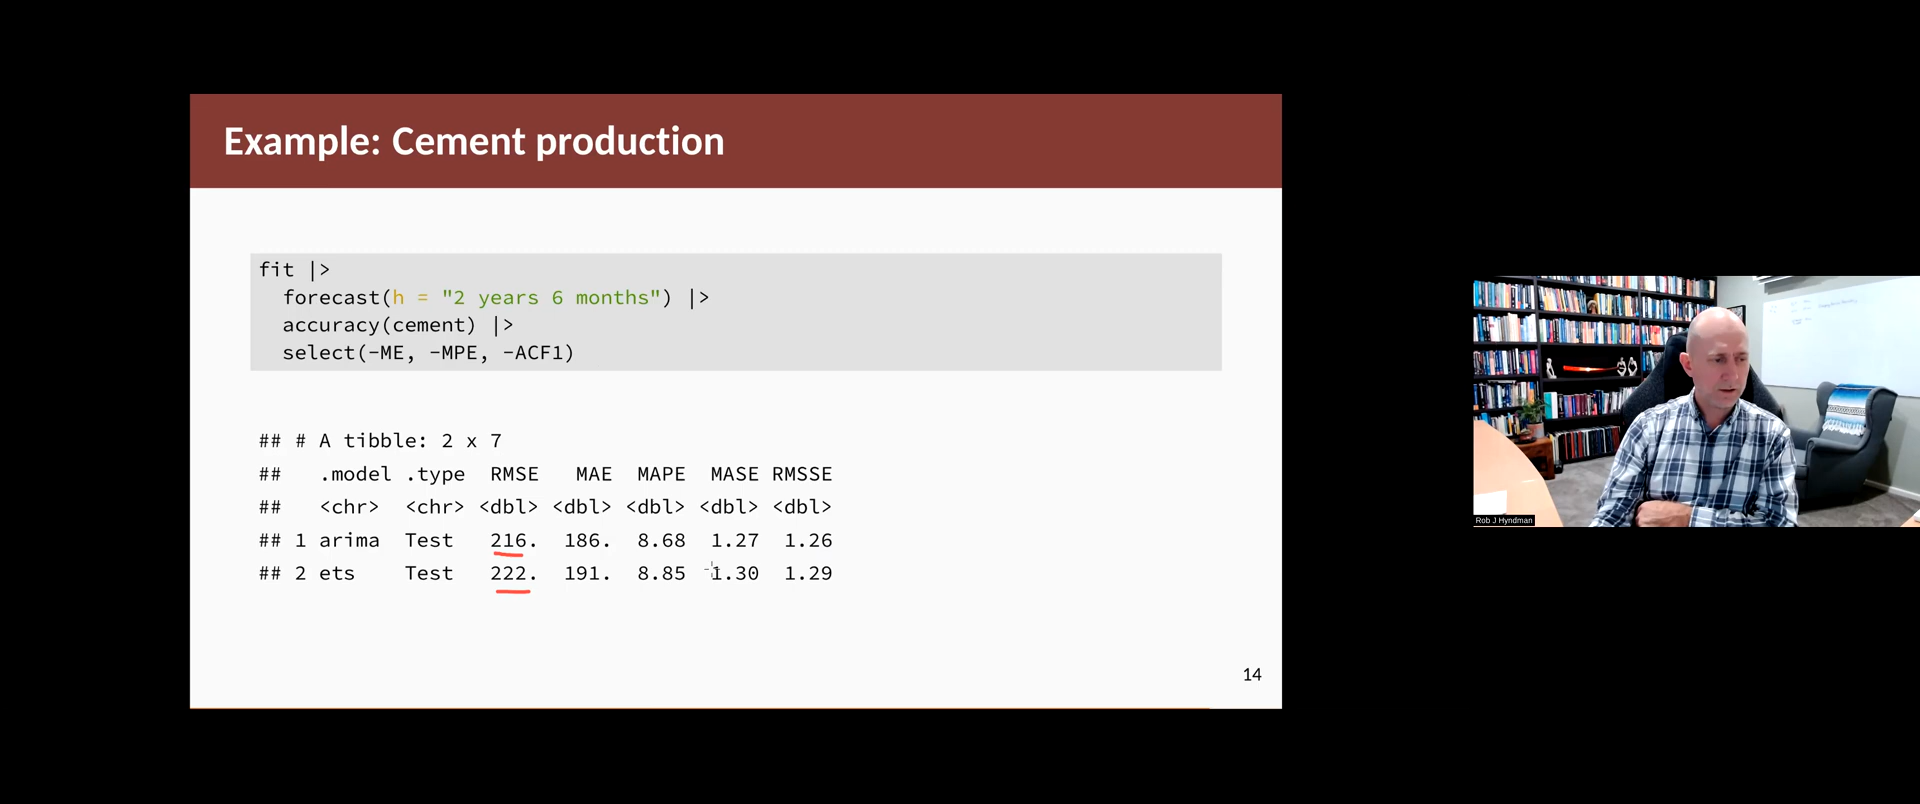 Example: Cement production
fit |>
  forecast(h = "2 years 6 months") |>
  accuracy(cement) |>
  select(-ME, -MPE, -ACF1)
## # A tibble: 2 x 7
##   .model .type  RMSE   MAE  MAPE  MASE RMSSE
##   <chr>  <chr> <dbl> <dbl> <dbl> <dbl> <dbl>
## 1 arima  Test   216.  186.  8.68  1.27  1.26
## 2 ets    Test   222.  191.  8.85  1.30  1.29
14
Rob J Hyndman